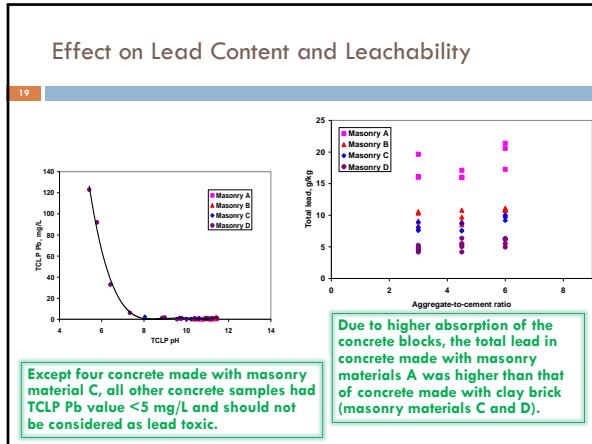 Effect on Lead Content and Leachability
19
140
120
100
80
60
40
20
0
4 6 8 10 12 14
TCLP Pb, mg/L
TCLP pH
Masonry A
Masonry B
Masonry C
Masonry D
25
20
15
10
5
0
0 2 4 6 8
Total lead, g/kg
Aggregate-to-cement ratio
Masonry A
Masonry B
Masonry C
Masonry D
Except four concrete made with masonry
material C, all other concrete samples had
TCLP Pb value <5 mg/L and should not
be considered as lead toxic.
Due to higher absorption of the
concrete blocks, the total lead in
concrete made with masonry
materials A was higher than that
of concrete made with clay brick
(masonry materials C and D).